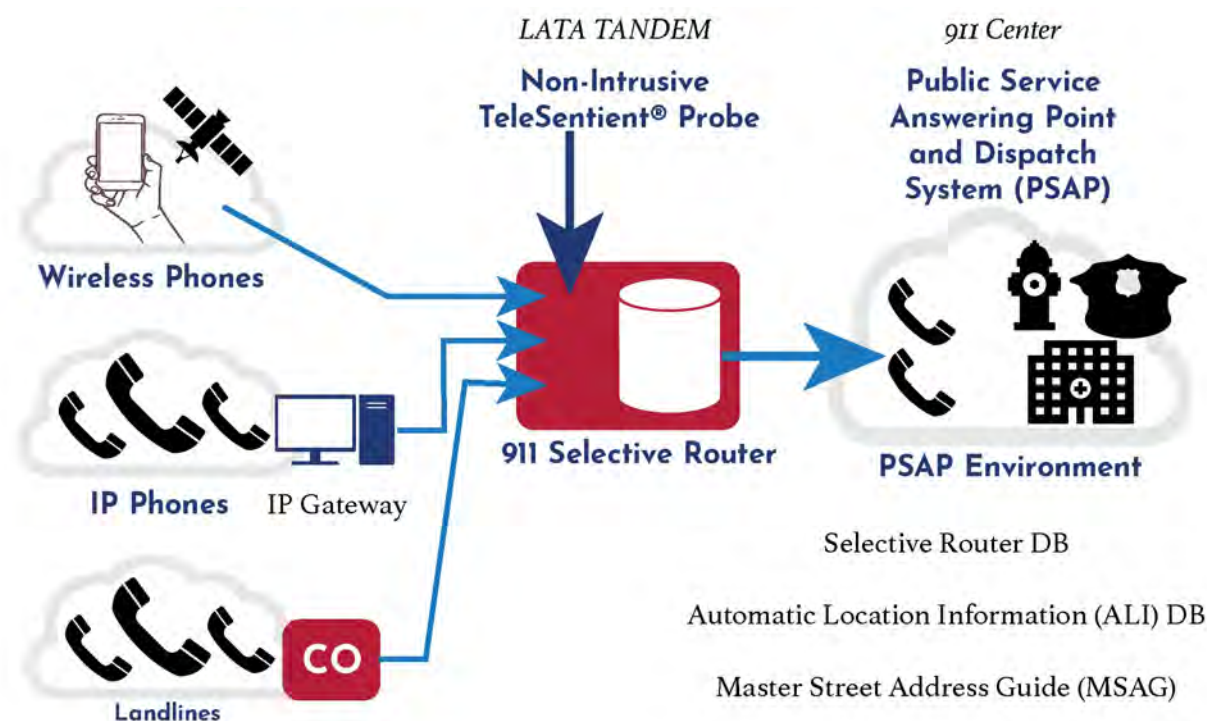 LATA TANDEM
Non-Intrusive
TeleSentient® Probe
911 Center
Public Service
Answering Point
and Dispatch
System (PSAP)
Wireless Phones
911 Selective Router
PSAP Environment
IP Phones
IP Gateway
Selective Router DB
Automatic Location Information (ALI) DB
CO
Master Street Address Guide (MSAG)
Landlines